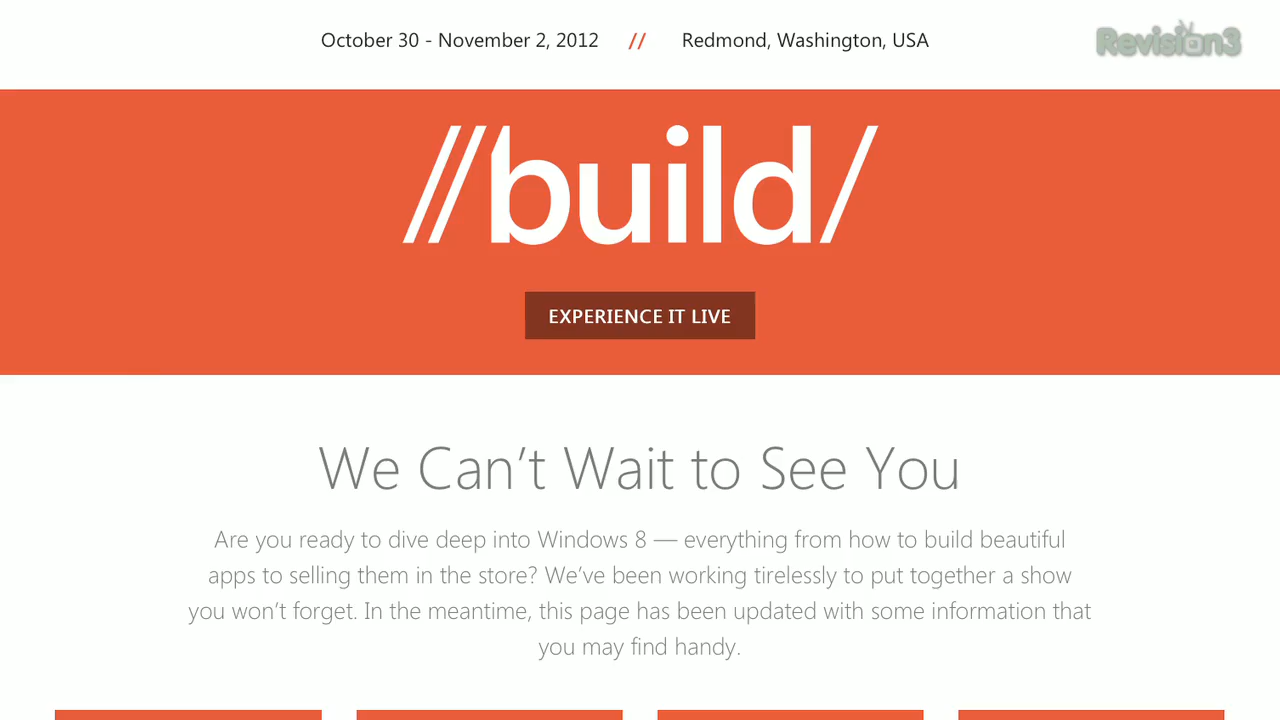 October 30 - November 2, 2012 // Redmond, Washington, USA
Revision3
//build/
EXPERIENCE IT LIVE
We Can’t Wait to See You
Are you ready to dive deep into Windows 8 — everything from how to build beautiful
apps to selling them in the store? We’ve been working tirelessly to put together a show
you won’t forget. In the meantime, this page has been updated with some information that
you may find handy.